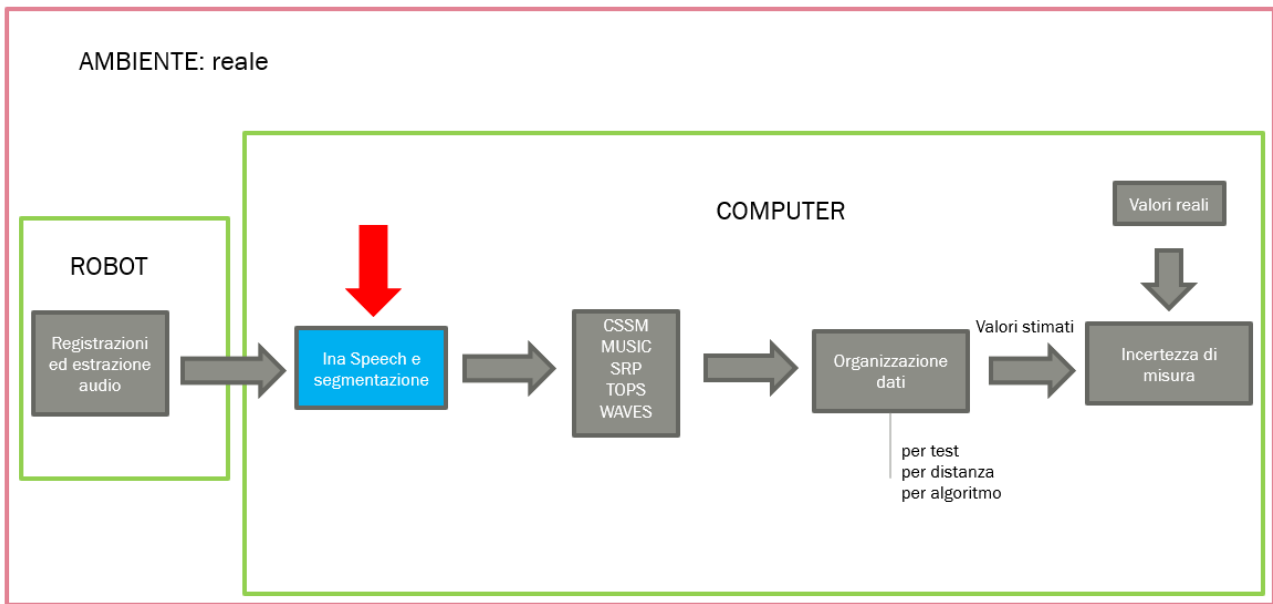 AMBIENTE: reale
COMPUTER
Valori reali
ROBOT
Registrazioni
ed estrazione
audio
Ina Speech e
segmentazione
CSSM
MUSIC
SRP
TOPS
WAVES
Organizzazione
dati
per test
per distanza
per algoritmo
Valori stimati
Incertezza di
misura